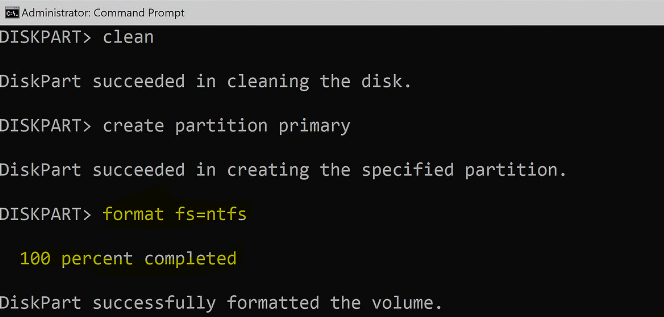 Administrator: Command Prompt
DISKPART> clean
DiskPart succeeded in cleaning the disk.
DISKPART> create partition primary
DiskPart succeeded in creating the specified partition.
DISKPART> format fs=ntfs
100 percent completed
DiskPart successfully formatted the volume.